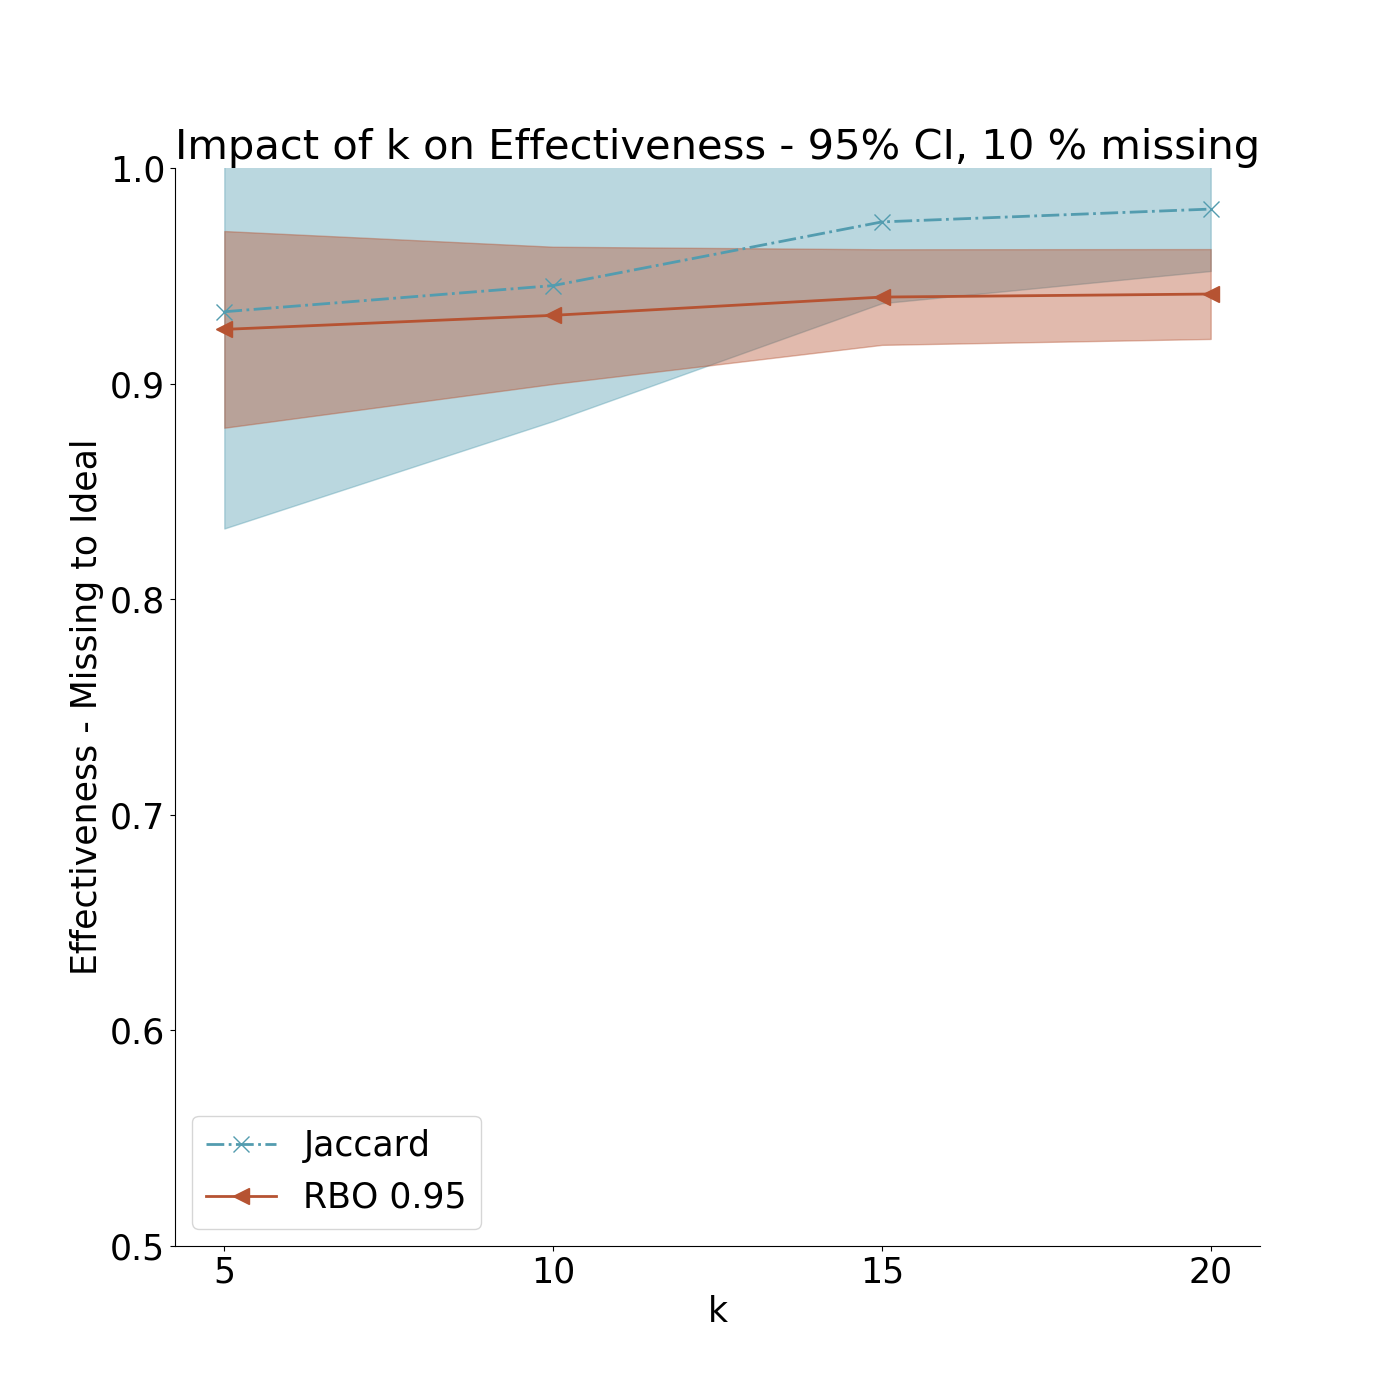 Impact of k on Effectiveness - 95% CI, 10 % missing
1.0
0.9
0.8
0.7
0.6
0.5
Effectiveness - Missing to Ideal
Jaccard
RBO 0.95
5 10 15 20
k